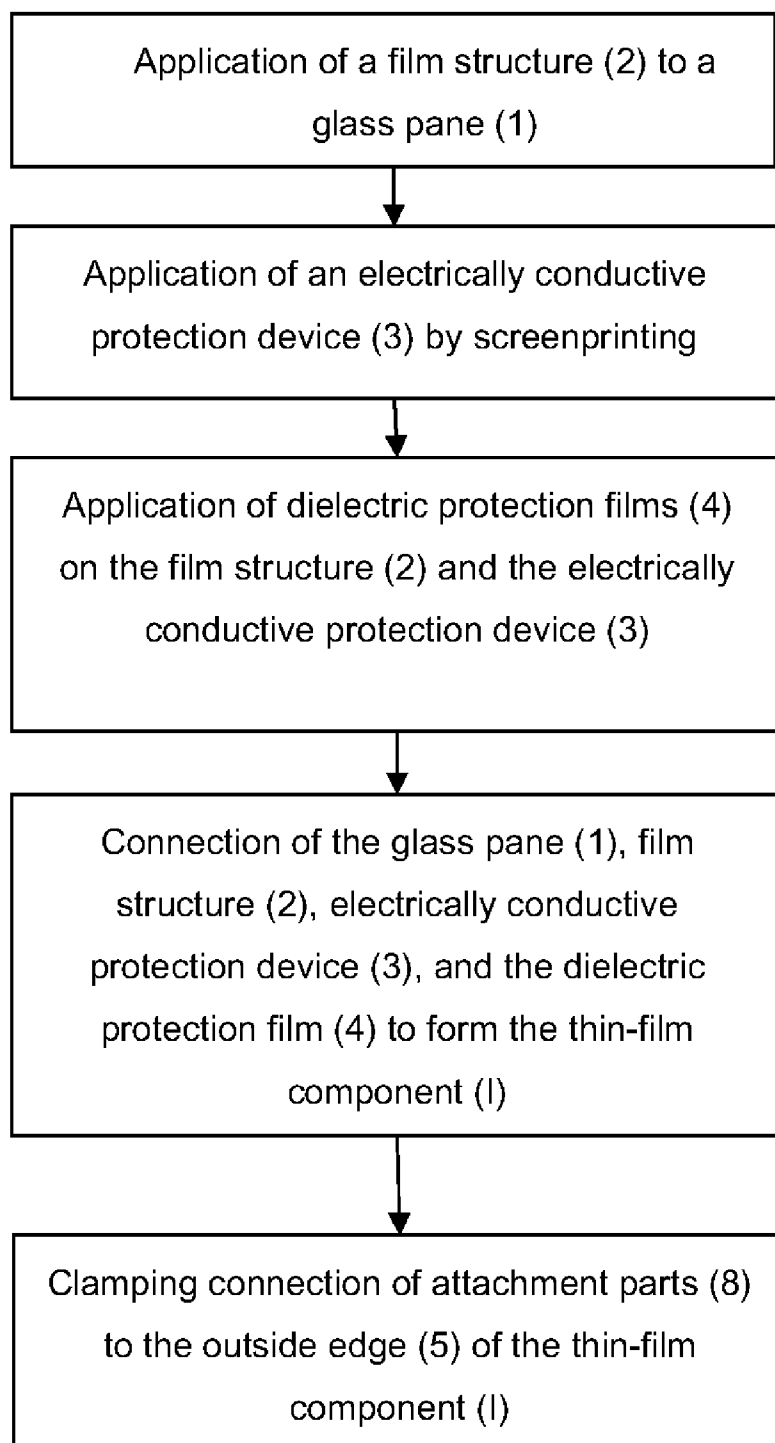 Application of a film structure (2) to a
glass pane (1)
Application of an electrically conductive
protection device (3) by screenprinting
Application of dielectric protection films (4)
on the film structure (2) and the electrically
conductive protection device (3)
Connection of the glass pane (1), film
structure (2), electrically conductive
protection device (3), and the dielectric
protection film (4) to form the thin-film
component (I)
Clamping connection of attachment parts (8)
to the outside edge (5) of the thin-film
component (I)